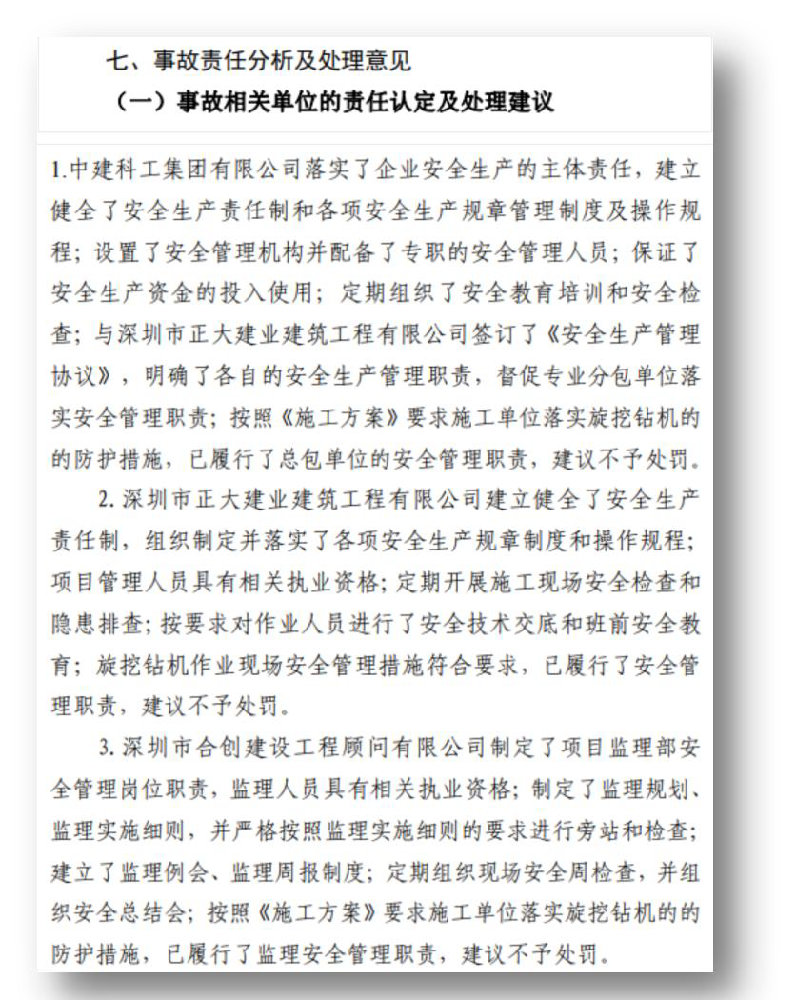 七、事故责任分析及处理意见
（一）事故相关单位的责任认定及处理建议
1.中建科工集团有限公司落实了企业安全生产的主体责任，建立
健全了安全生产责任制和各项安全生产规章管理制度及操作规
程；设置了安全管理机构并配备了专职的安全管理人员；保证了
安全生产资金的投入使用；定期组织了安全教育培训和安全检
查；与深圳市正大建业建筑工程有限公司签订了《安全生产管理
协议》，明确了各自的安全生产管理职责，督促专业分包单位落
实安全管理职责；按照《施工方案》要求施工单位落实旋挖钻机的
的防护措施，已履行了总包单位的安全管理职责，建议不予处罚。
2.深圳市正大建业建筑工程有限公司建立健全了安全生产
责任制，组织制定并落实了各项安全生产规章制度和操作规程；
项目管理人员具有相关执业资格；定期开展施工现场安全检查和
隐患排查；按要求对作业人员进行了安全技术交底和班前安全教
育；旋挖钻机作业现场安全管理措施符合要求，已履行了安全管
理职责，建议不予处罚。
3.深圳市合创建设工程顾问有限公司制定了项目监理部安
全管理岗位职责，监理人员具有相关执业资格；制定了监理规划、
监理实施细则，并严格按照监理实施细则的要求进行旁站和检查；
建立了监理例会、监理周报制度；定期组织现场安全周检查，并组
织安全总结会；按照《施工方案》要求施工单位落实旋挖钻机的的
防护措施，已履行了监理安全管理职责，建议不予处罚。